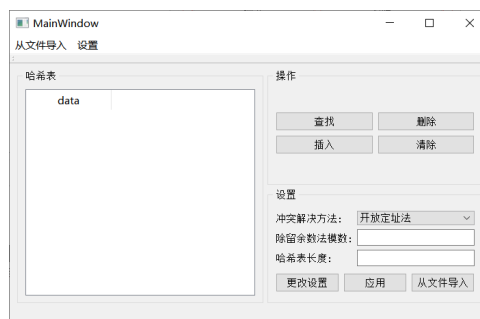 MainWindow
从文件导入 设置
哈希表
data
操作
查找 删除
插入 清除
设置
冲突解决方法： 开放定址法
除留余数法模数：
哈希表长度：
更改设置 应用 从文件导入